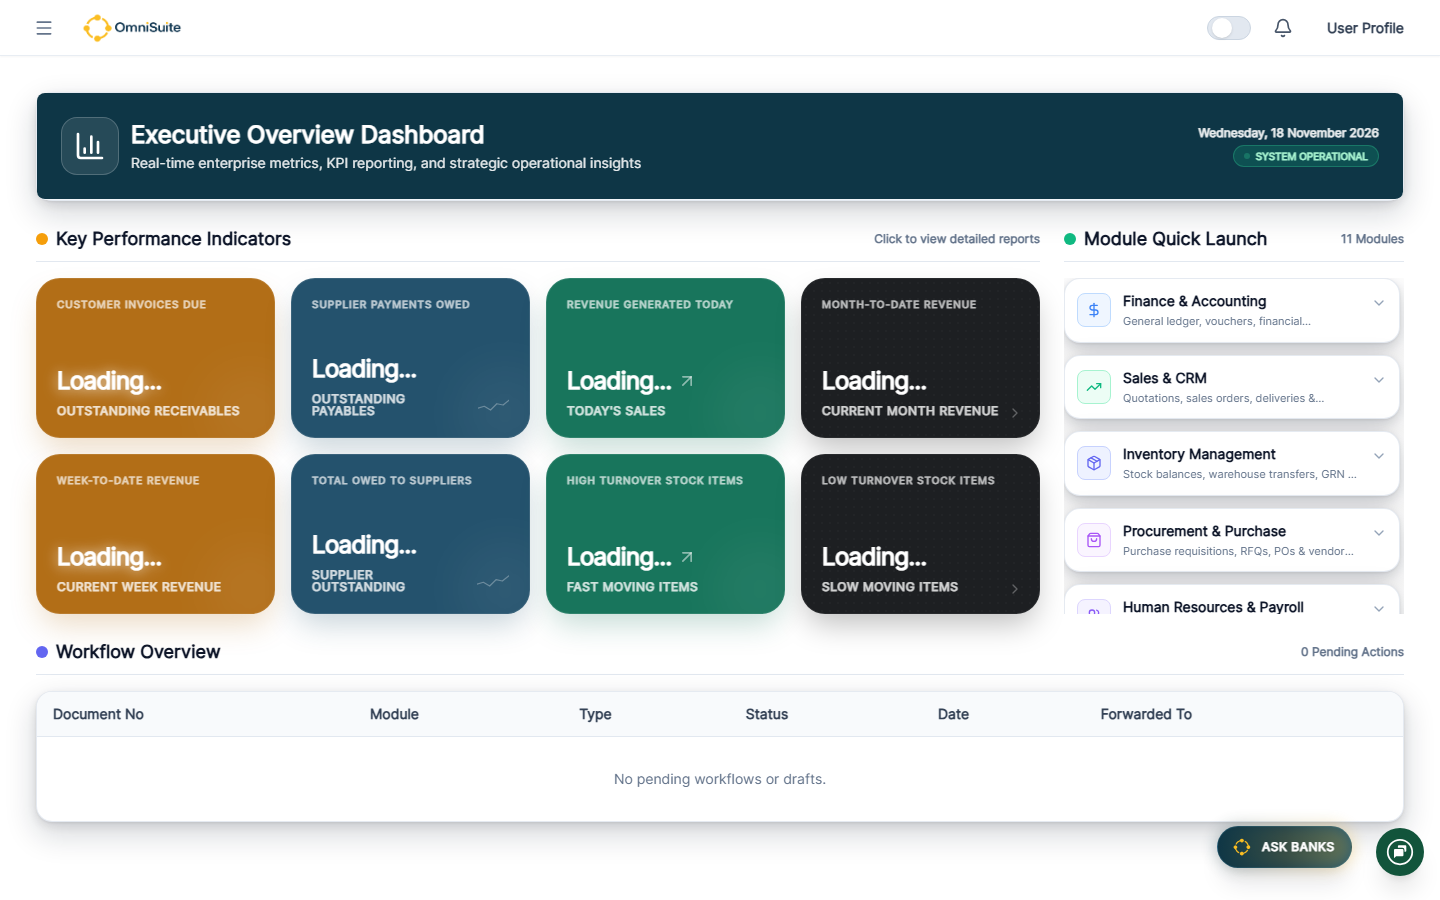 OmniSuite
User Profile
Executive Overview Dashboard
Real-time enterprise metrics, KPI reporting, and strategic operational insights
Wednesday, 18 November 2026
SYSTEM OPERATIONAL
Key Performance Indicators
Click to view detailed reports
CUSTOMER INVOICES DUE
Loading...
OUTSTANDING RECEIVABLES
SUPPLIER PAYMENTS OWED
Loading...
OUTSTANDING
PAYABLES
REVENUE GENERATED TODAY
Loading...
TODAY'S SALES
MONTH-TO-DATE REVENUE
Loading...
CURRENT MONTH REVENUE
WEEK-TO-DATE REVENUE
Loading...
CURRENT WEEK REVENUE
TOTAL OWED TO SUPPLIERS
Loading...
SUPPLIER
OUTSTANDING
HIGH TURNOVER STOCK ITEMS
Loading...
FAST MOVING ITEMS
LOW TURNOVER STOCK ITEMS
Loading...
SLOW MOVING ITEMS
Module Quick Launch
11 Modules
Finance & Accounting
General ledger, vouchers, financial...
Sales & CRM
Quotations, sales orders, deliveries &...
Inventory Management
Stock balances, warehouse transfers, GRN ...
Procurement & Purchase
Purchase requisitions, RFQs, POs & vendor...
Human Resources & Payroll
Workflow Overview
0 Pending Actions
Document No
Module
Type
Status
Date
Forwarded To
No pending workflows or drafts.
ASK BANKS